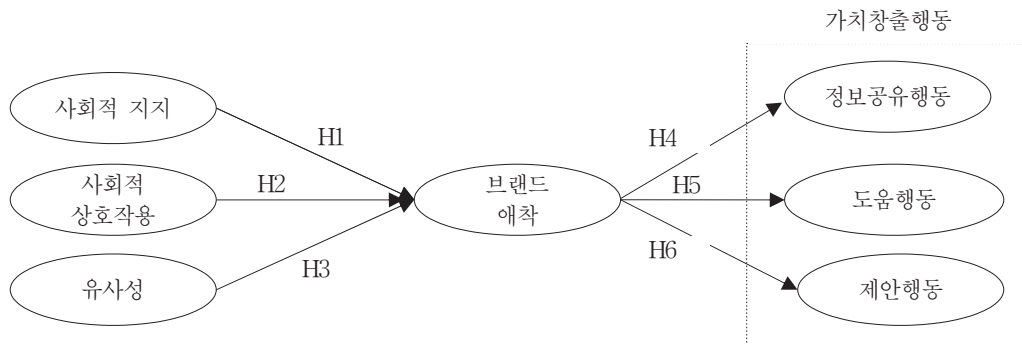 가치창출행동
사회적 지지
정보공유행동
H1
H4
사회적
상호작용
H2
브랜드
애착
H5
도움행동
H3
H6
유사성
제안행동